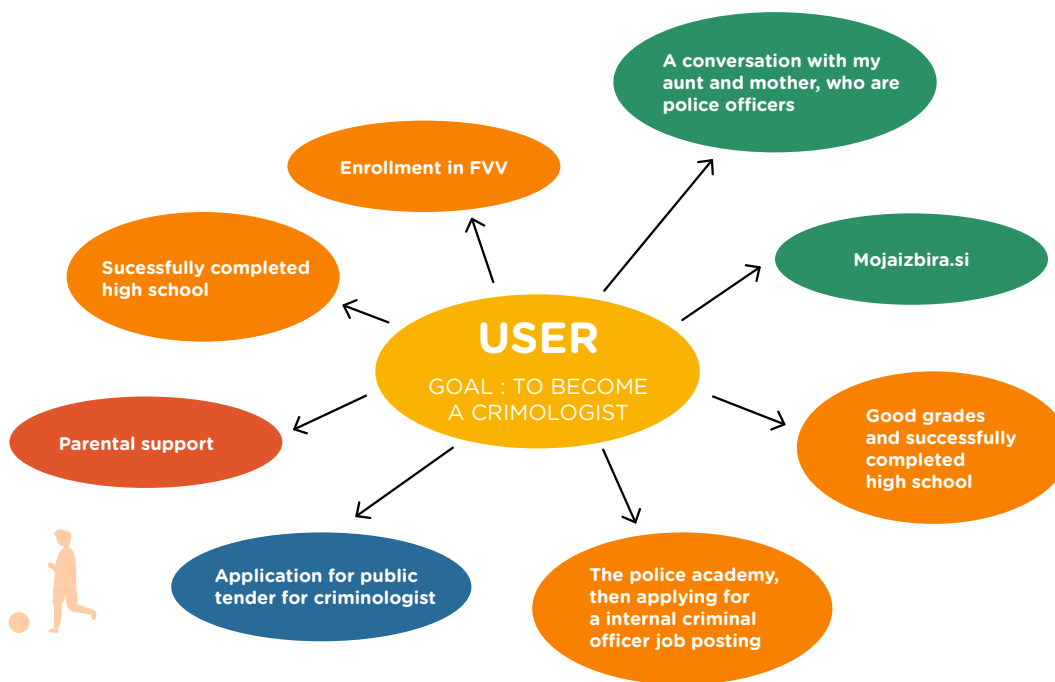 A conversation with my
aunt and mother, who are
police officers
Enrollment in FVV
Sucessfully completed
high school
Mojaizbira.si
USER
GOAL : TO BECOME
A CRIMOLOGIST
Good grades
and successfully
completed
high school
Parental support
Application for public
tender for criminologist
The police academy,
then applying for
a internal criminal
officer job posting